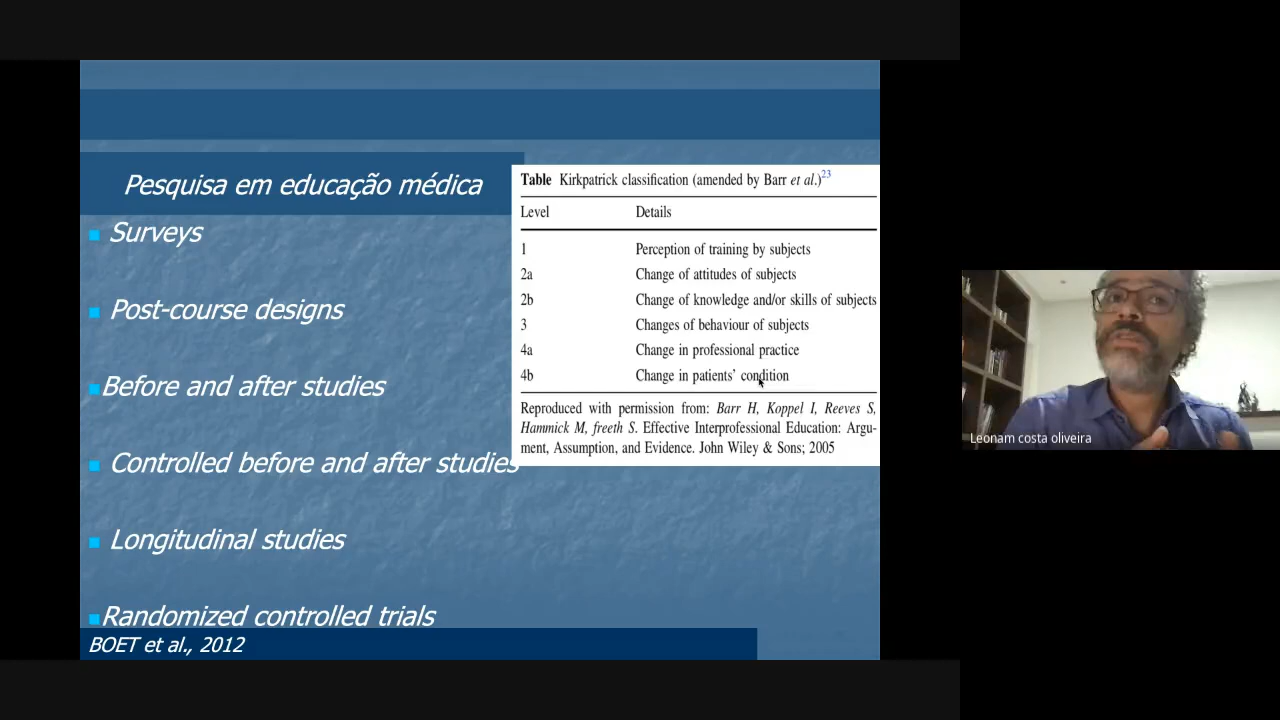 Pesquisa em educação médica
Surveys
Post-course designs
Before and after studies
Controlled before and after studies
Longitudinal studies
Randomized controlled trials
BOET et al., 2012
Table Kirkpatrick classification (amended by Barr et al.)23
Level Details
1 Perception of training by subjects
2a Change of attitudes of subjects
2b Change of knowledge and/or skills of subjects
3 Changes of behaviour of subjects
4a Change in professional practice
4b Change in patients' condition
Reproduced with permission from: Barr H, Koppel I, Reeves S,
Hammick M, freeth S. Effective Interprofessional Education: Argu-
ment, Assumption, and Evidence. John Wiley & Sons; 2005
Leonam costa oliveira